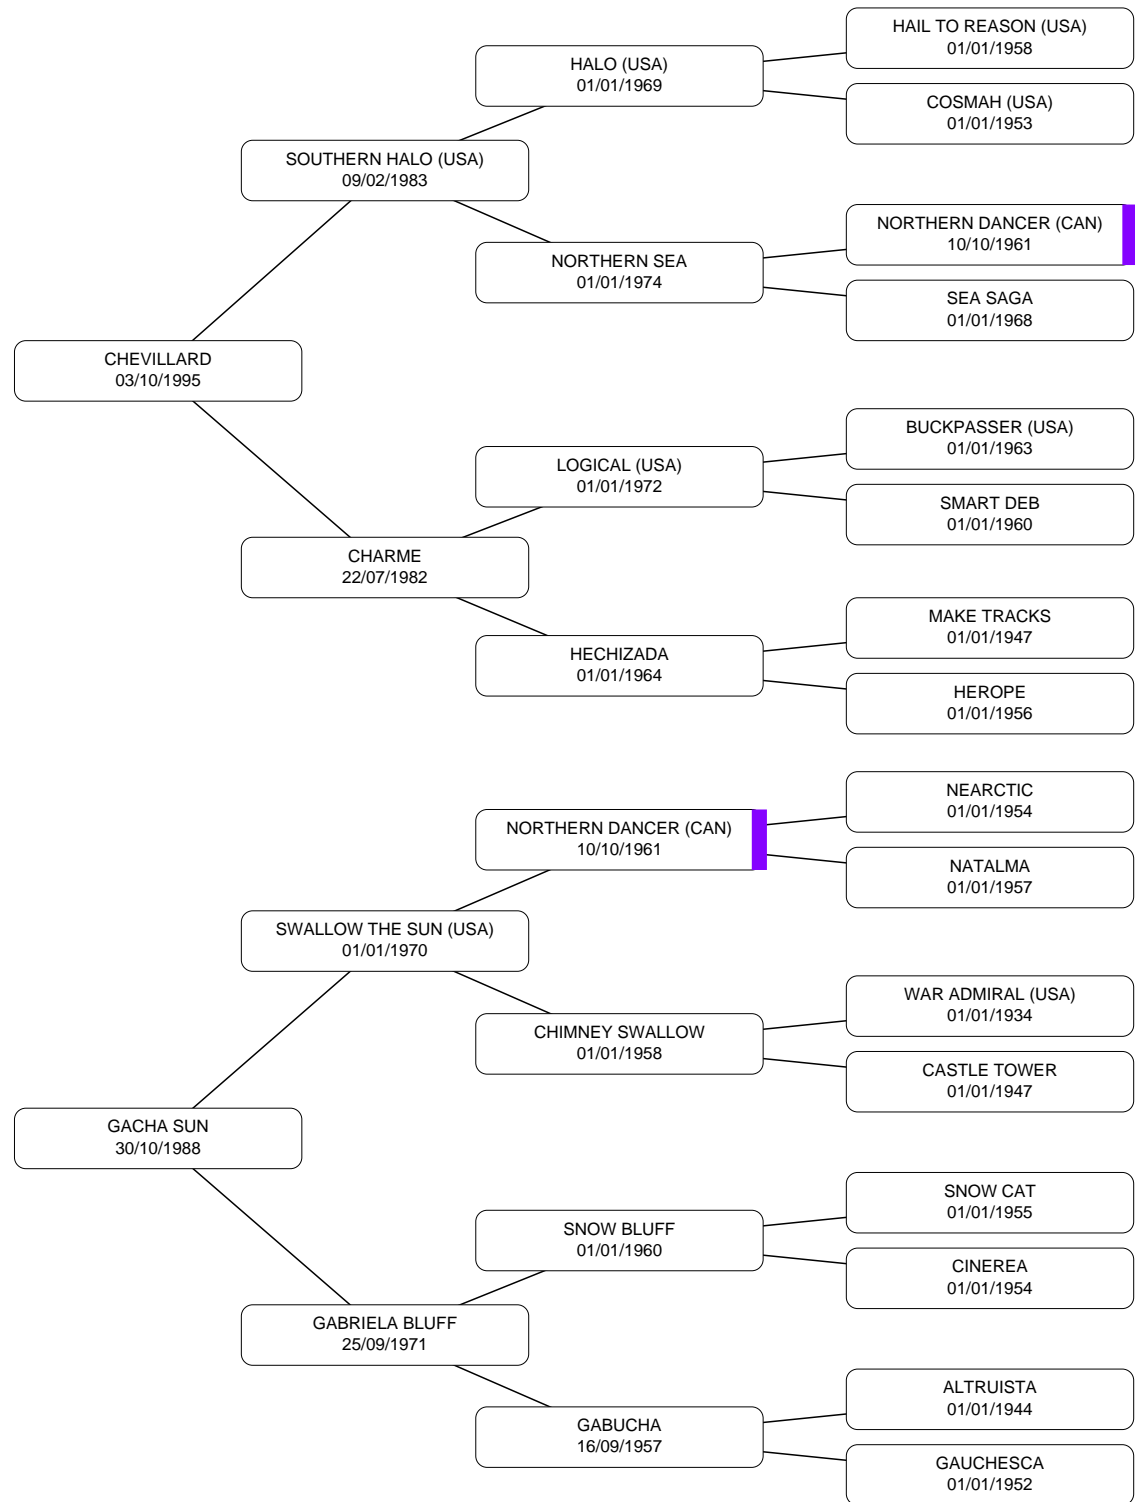 HAIL TO REASON (USA)
01/01/1958
HALO (USA)
01/01/1969
COSMAH (USA)
01/01/1953
SOUTHERN HALO (USA)
09/02/1983
NORTHERN DANCER (CAN)
10/10/1961
NORTHERN SEA
01/01/1974
SEA SAGA
01/01/1968
CHEVILLARD
03/10/1995
BUCKPASSER (USA)
01/01/1963
LOGICAL (USA)
01/01/1972
SMART DEB
01/01/1960
CHARME
22/07/1982
MAKE TRACKS
01/01/1947
HECHIZADA
01/01/1964
HEROPE
01/01/1956
NEARCTIC
01/01/1954
NORTHERN DANCER (CAN)
10/10/1961
NATALMA
01/01/1957
SWALLOW THE SUN (USA)
01/01/1970
WAR ADMIRAL (USA)
01/01/1934
CHIMNEY SWALLOW
01/01/1958
CASTLE TOWER
01/01/1947
GACHA SUN
30/10/1988
SNOW CAT
01/01/1955
SNOW BLUFF
01/01/1960
CINEREA
01/01/1954
GABRIELA BLUFF
25/09/1971
ALTRUISTA
01/01/1944
GABUCHA
16/09/1957
GAUCHESCA
01/01/1952